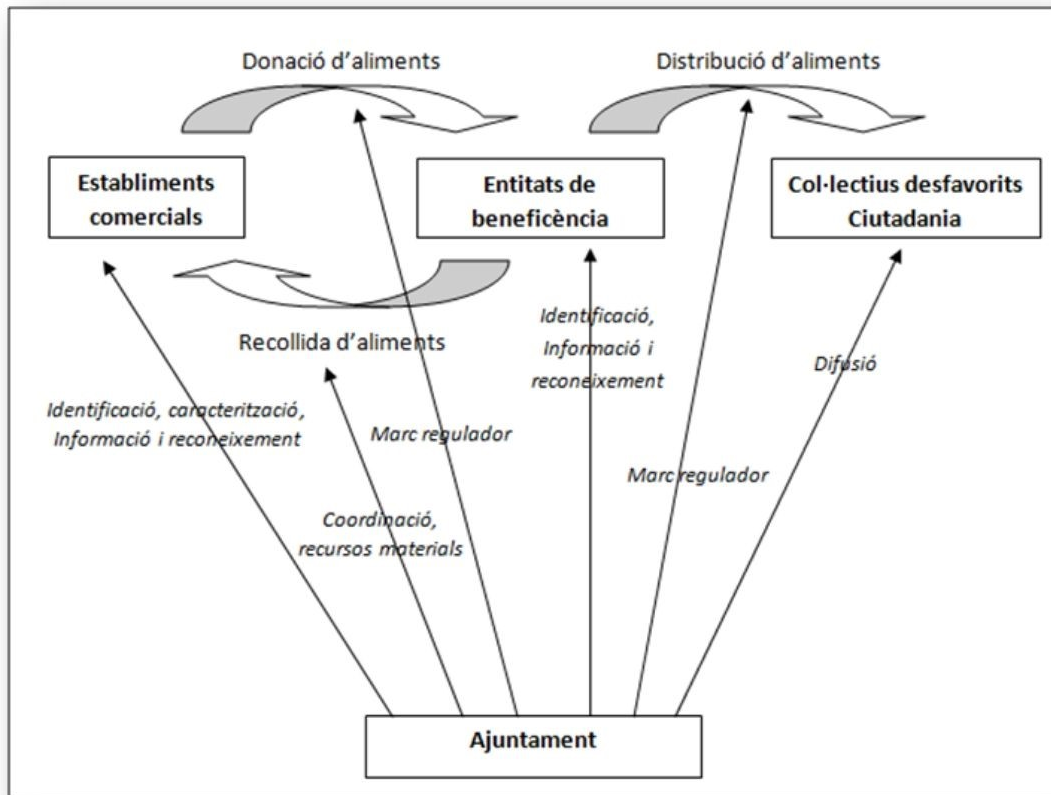 Donació d'aliments
Distribució d'aliments
Establiments
comercials
Entitats de
beneficència
Col·lectius desfavorits
Ciutadania
Recollida d'aliments
Identificació, caracterització,
Informació i reconeixement
Coordinació,
recursos materials
Marc regulador
Identificació,
Informació i
reconeixement
Marc regulador
Difusió
Ajuntament